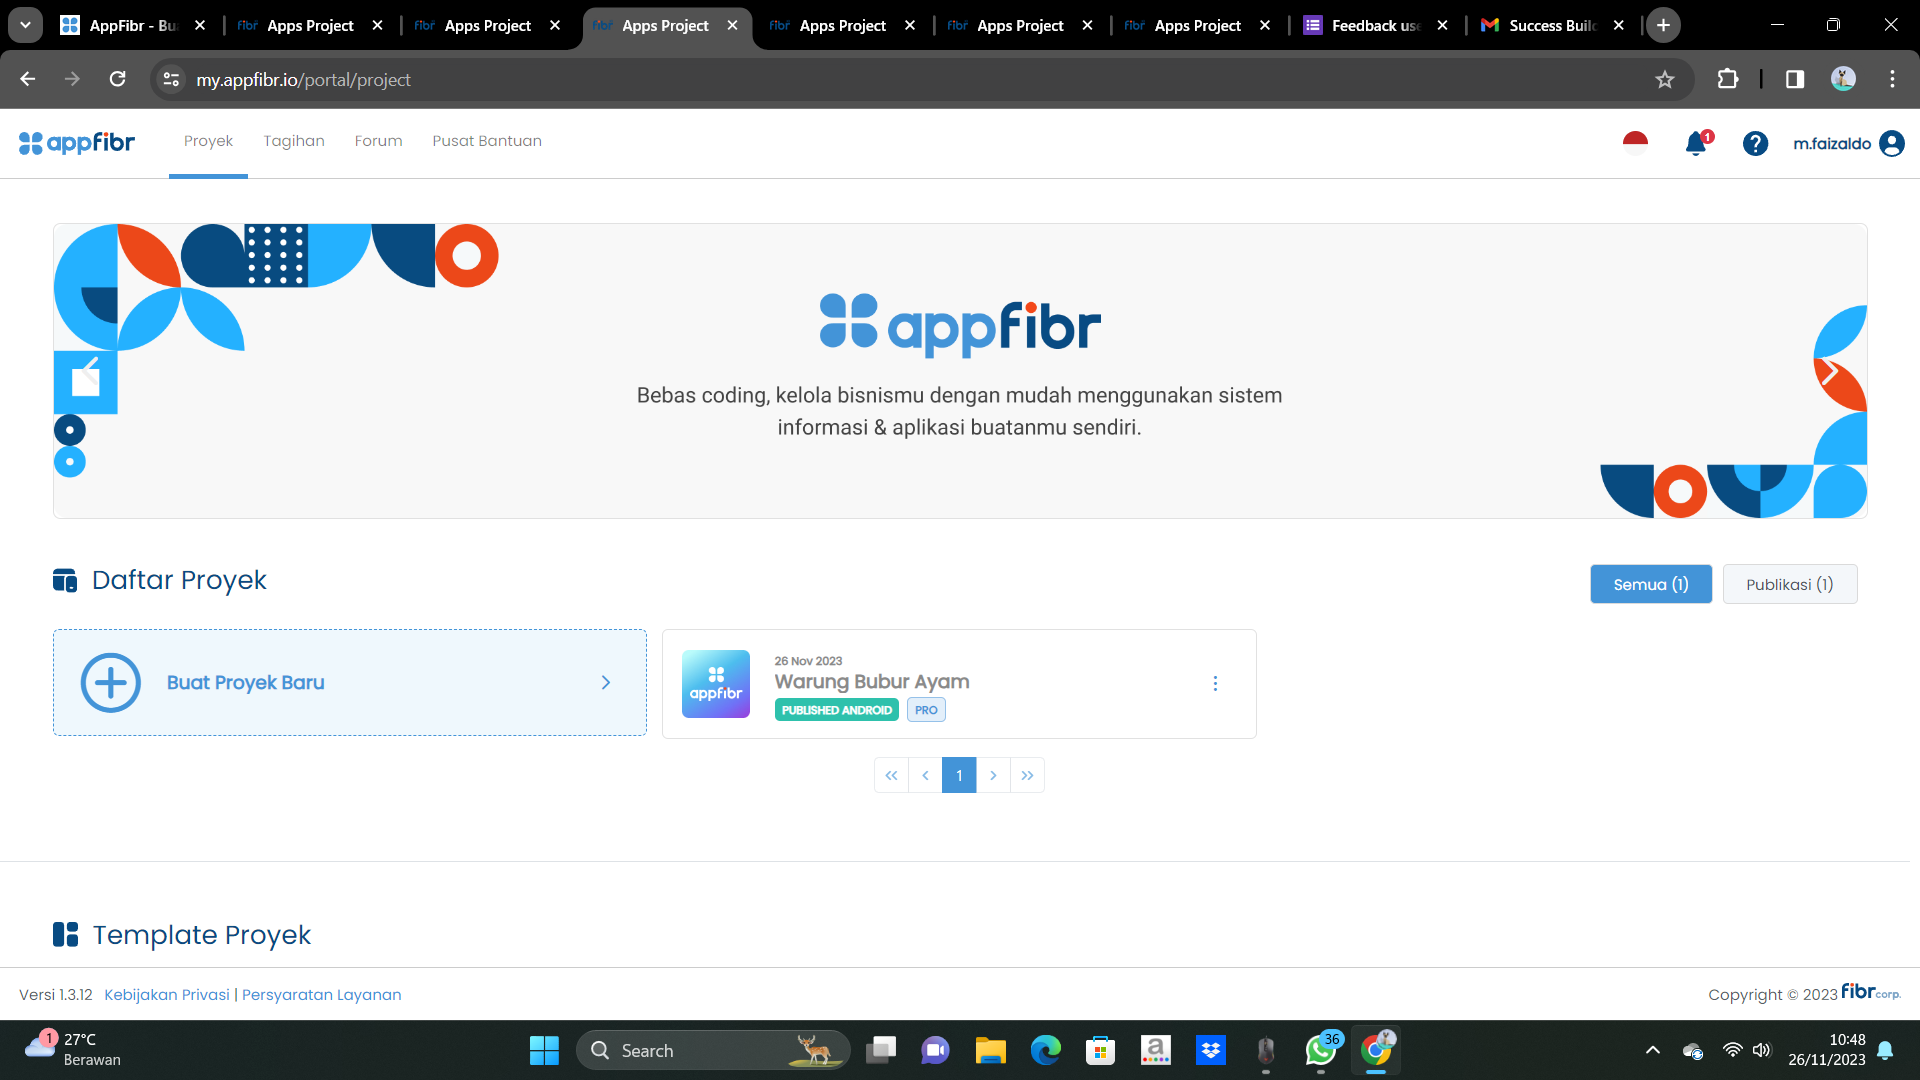 AppFibr - Bu
fibr Apps Project
fibr Apps Project
fibr Apps Project
fibr Apps Project
fibr Apps Project
fibr Apps Project
Feedback use
Success Build
my.appfibr.io/portal/project
appfibr
Proyek
Tagihan
Forum
Pusat Bantuan
1
?
m.faizaldo
appfibr
Bebas coding, kelola bisnismu dengan mudah menggunakan sistem
informasi & aplikasi buatanmu sendiri.
Daftar Proyek
Semua (1)
Publikasi (1)
Buat Proyek Baru
appfibr
26 Nov 2023
Warung Bubur Ayam
PUBLISHED ANDROID
PRO
1
Template Proyek
Versi 1.3.12 Kebijakan Privasi | Persyaratan Layanan
Copyright © 2023 fibr corp.
1
27°C
Berawan
Search
a
36
10:48
26/11/2023